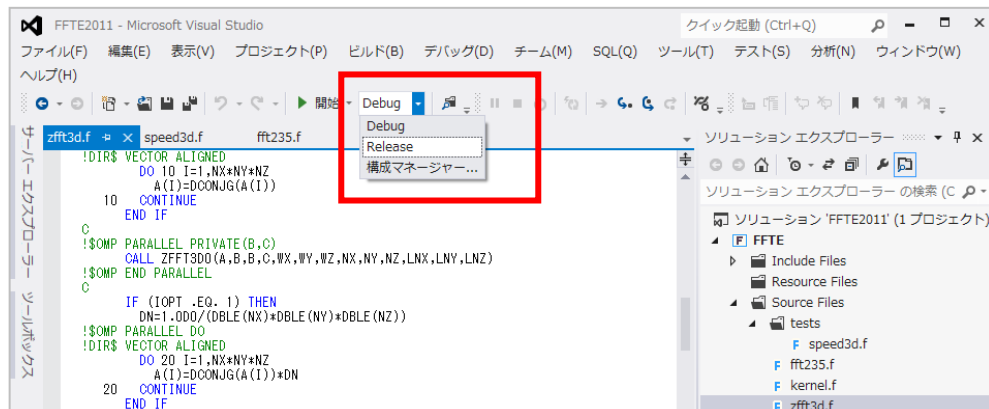 FFTE2011 - Microsoft Visual Studio
クイック起動 (Ctrl+Q)
ファイル(F) 編集(E) 表示(V) プロジェクト(P) ビルド(B) デバッグ(D) チーム(M) SQL(Q) ツール(T) テスト(S) 分析(N) ウィンドウ(W)
ヘルプ(H)
開始 Debug
Debug
Release
構成マネージャー...
サーバー エクスプローラー
ツールボックス
zfft3d.f speed3d.f fft235.f
!DIR$ VECTOR ALIGNED
DO 10 I=1,NX*NY*NZ
A(I)=DCONJG(A(I))
10 CONTINUE
END IF
C
!$OMP PARALLEL PRIVATE(B,C)
CALL ZFFT3D0(A,B,B,C,WX,WY,WZ,NX,NY,NZ,LNX,LNY,LNZ)
!$OMP END PARALLEL
C
IF (IOPT .EQ. 1) THEN
DN=1.0D0/(DBLE(NX)*DBLE(NY)*DBLE(NZ))
!$OMP PARALLEL DO
!DIR$ VECTOR ALIGNED
DO 20 I=1,NX*NY*NZ
A(I)=DCONJG(A(I))*DN
20 CONTINUE
END IF
ソリューション エクスプローラー
ソリューション エクスプローラー の検索 (C
ソリューション 'FFTE2011' (1 プロジェクト)
FFTE
Include Files
Resource Files
Source Files
tests
speed3d.f
fft235.f
kernel.f
zfft3d.f